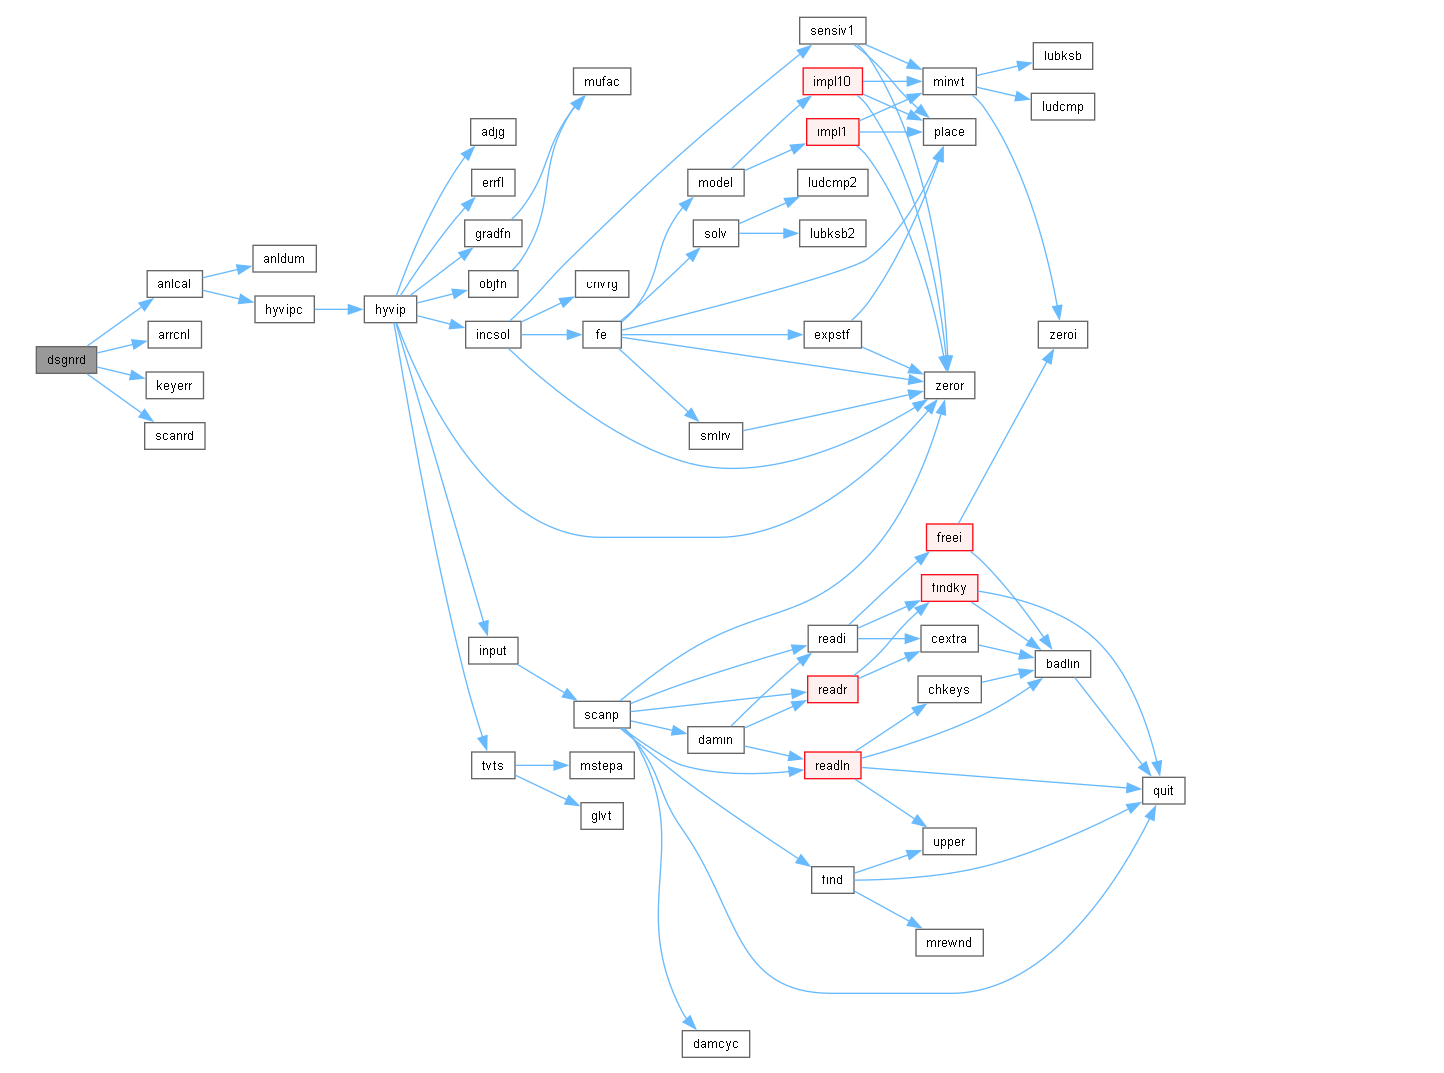 sensiv1
lubksb
mufac
impl10
minvt
ludcmp
adjg
impl1
place
errfl
model
ludcmp2
gradfn
solv
lubksb2
anldum
anlcal
objfn
cnvrg
hyvipc
hyvip
arrcnl
incsol
fe
expstf
zeroi
dsgnrd
keyerr
zeror
scanrd
smlrv
freei
findky
readi
cextra
input
badlin
readr
chkeys
scanp
damin
tvts
mstepa
readln
quit
glvt
upper
find
mrewnd
damcyc